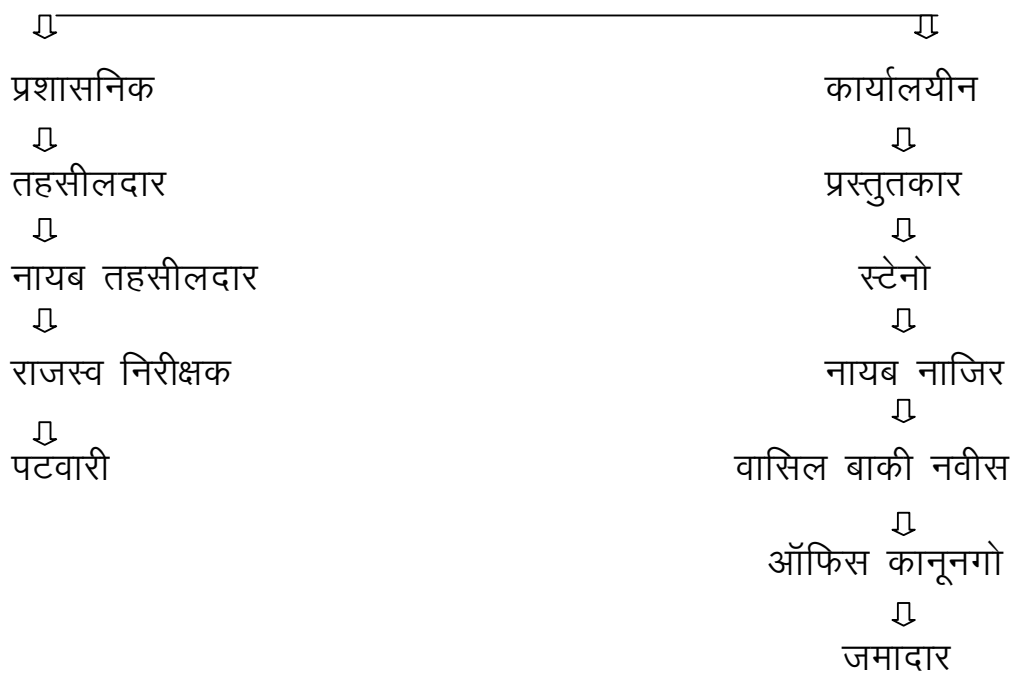 प्रशासनिक कार्यालयीन
तहसीलदार प्रस्तुतकार
नायब तहसीलदार स्टेनो
राजस्व निरीक्षक नायब नाजिर
पटवारी वासिल बाकी नवीस
ऑफिस कानूनगो
जमादार